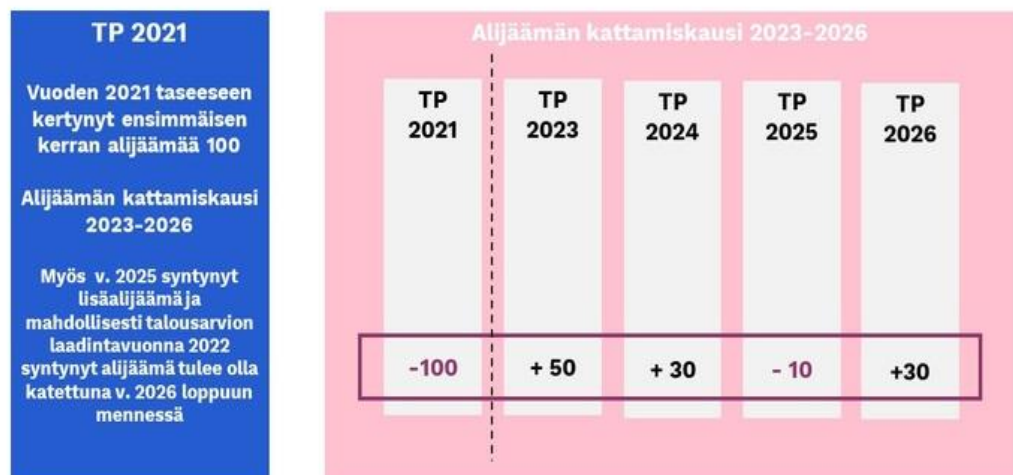 TP 2021
Vuoden 2021 taseeseen
kertynyt ensimmäisen
kerran alijäämää 100
Alijäämän kattamiskausi
2023-2026
Myös v. 2025 syntynyt
lisäalijäämä ja
mahdollisesti talousarvion
laadintavuonna 2022
syntynyt alijäämä tulee olla
katettuna v. 2026 loppuun
mennessä
Alijäämän kattamiskausi 2023-2026
TP 2021
TP 2023
TP 2024
TP 2025
TP 2026
-100
+ 50
+ 30
- 10
+30